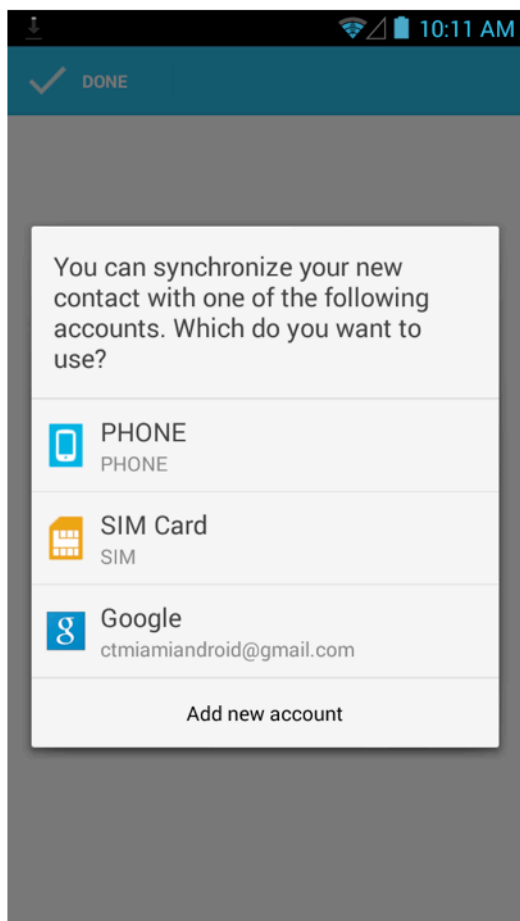 10:11 AM
DONE
You can synchronize your new
contact with one of the following
accounts. Which do you want to
use?
PHONE
PHONE
SIM Card
SIM
Google
ctmiamiandroid@gmail.com
Add new account